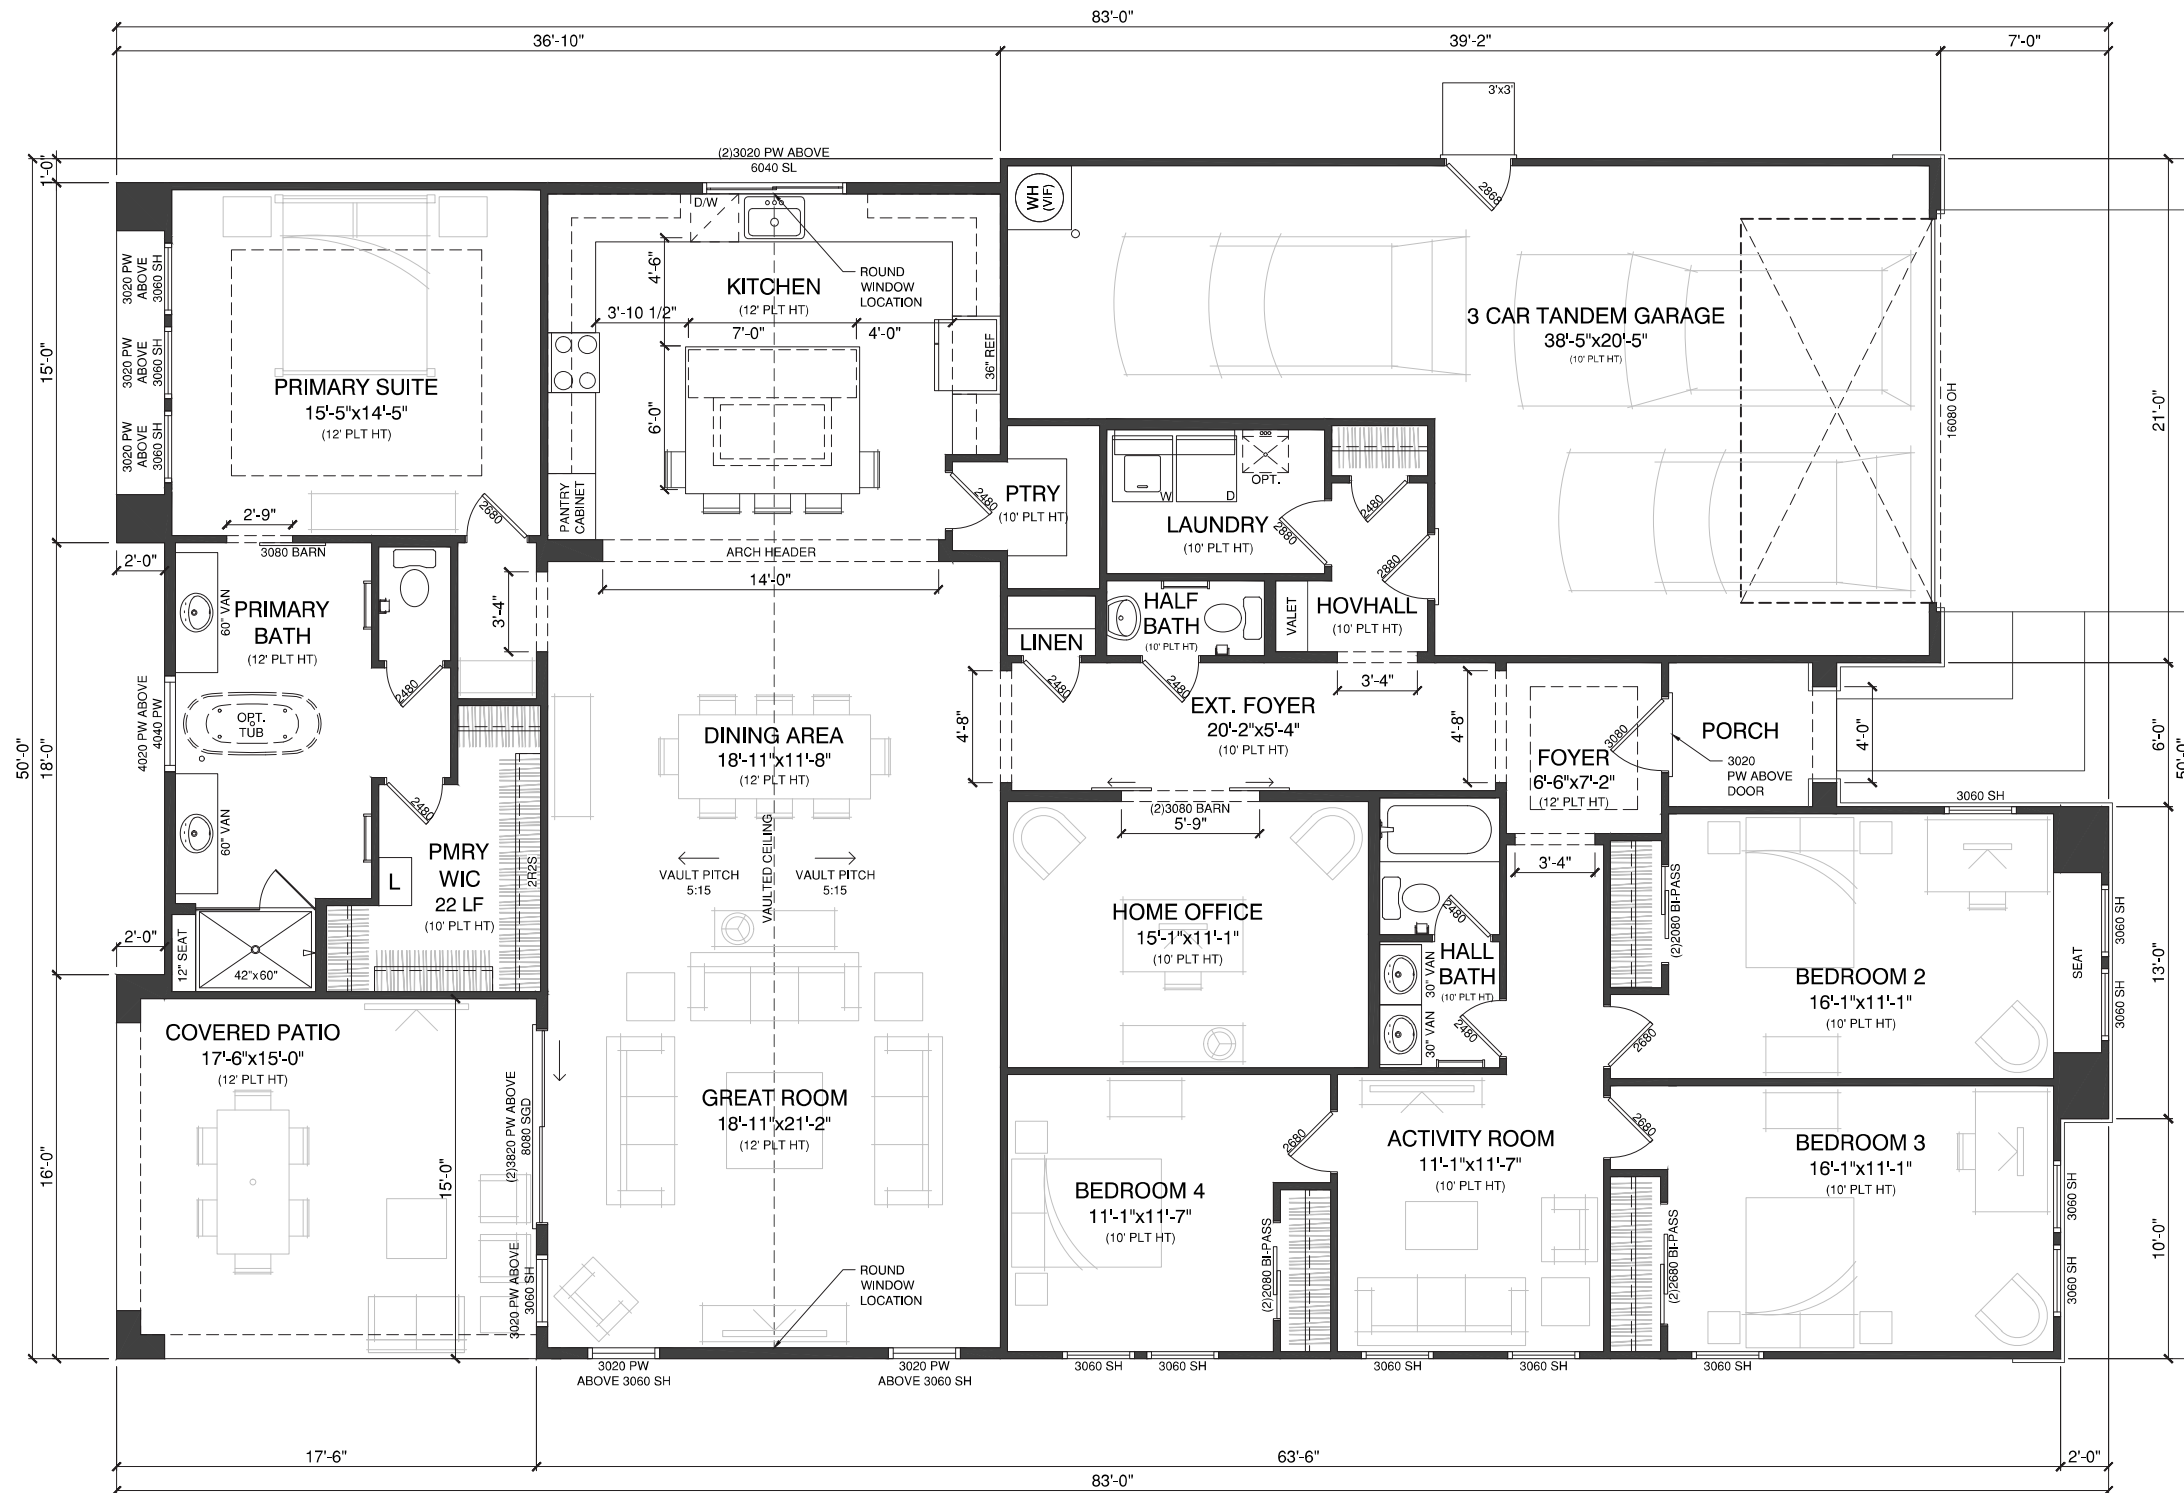 83'-0"
36'-10"
39'-2"
7'-0"
3'x3'
1'-0"
(2)3020 PW ABOVE
6040 SL
D/W
WH
(VIF)
2868
3020 PW
ABOVE
3060 SH
3020 PW
ABOVE
3060 SH
3020 PW
ABOVE
3060 SH
15'-0"
PRIMARY SUITE
15'-5"x14'-5"
(12' PLT HT)
4'-6"
KITCHEN
(12' PLT HT)
ROUND
WINDOW
LOCATION
3'-10 1/2"
7'-0"
4'-0"
6'-0"
36" REF
PANTRY
CABINET
3 CAR TANDEM GARAGE
38'-5"x20'-5"
(10' PLT HT)
16080 OH
21'-0"
2480
PTRY
(10' PLT HT)
W
D
OPT.
LAUNDRY
(10' PLT HT)
2880
2480
2880
2'-9"
3080 BARN
2680
2'-0"
ARCH HEADER
14'-0"
3'-4"
60" VAN
PRIMARY
BATH
(12' PLT HT)
LINEN
2480
HALF
BATH
(10' PLT HT)
2480
VALET
HOVHALL
(10' PLT HT)
3'-4"
2480
4020 PW ABOVE
4040 PW
OPT.
TUB
18'-0"
50'-0"
DINING AREA
18'-11"x11'-8"
(12' PLT HT)
4'-8"
EXT. FOYER
20'-2"x5'-4"
(10' PLT HT)
4'-8"
FOYER
6'-6"x7'-2"
(12' PLT HT)
3080
PORCH
3020
PW ABOVE
DOOR
4'-0"
6'-0"
50'-0"
3060 SH
60" VAN
2480
PMRY
WIC
22 LF
(10' PLT HT)
L
2R2S
VAULT PITCH
5:15
VAULTED CEILING
VAULT PITCH
5:15
(2)3080 BARN
5'-9"
3'-4"
HOME OFFICE
15'-1"x11'-1"
(10' PLT HT)
2480
HALL
BATH
(10' PLT HT)
30" VAN
30" VAN
2480
(2)2080 BI-PASS
2680
BEDROOM 2
16'-1"x11'-1"
(10' PLT HT)
SEAT
3060 SH
3060 SH
13'-0"
2'-0"
12" SEAT
42"x60"
COVERED PATIO
17'-6"x15'-0"
(12' PLT HT)
16'-0"
15'-0"
(2)3820 PW ABOVE
8080 SGD
3020 PW ABOVE
3060 SH
GREAT ROOM
18'-11"x21'-2"
(12' PLT HT)
ROUND
WINDOW
LOCATION
BEDROOM 4
11'-1"x11'-7"
(10' PLT HT)
2680
(2)2080 BI-PASS
ACTIVITY ROOM
11'-1"x11'-7"
(10' PLT HT)
2680
(2)2680 BI-PASS
BEDROOM 3
16'-1"x11'-1"
(10' PLT HT)
3060 SH
3060 SH
10'-0"
3020 PW
ABOVE 3060 SH
3020 PW
ABOVE 3060 SH
3060 SH
3060 SH
3060 SH
3060 SH
3060 SH
17'-6"
63'-6"
2'-0"
83'-0"